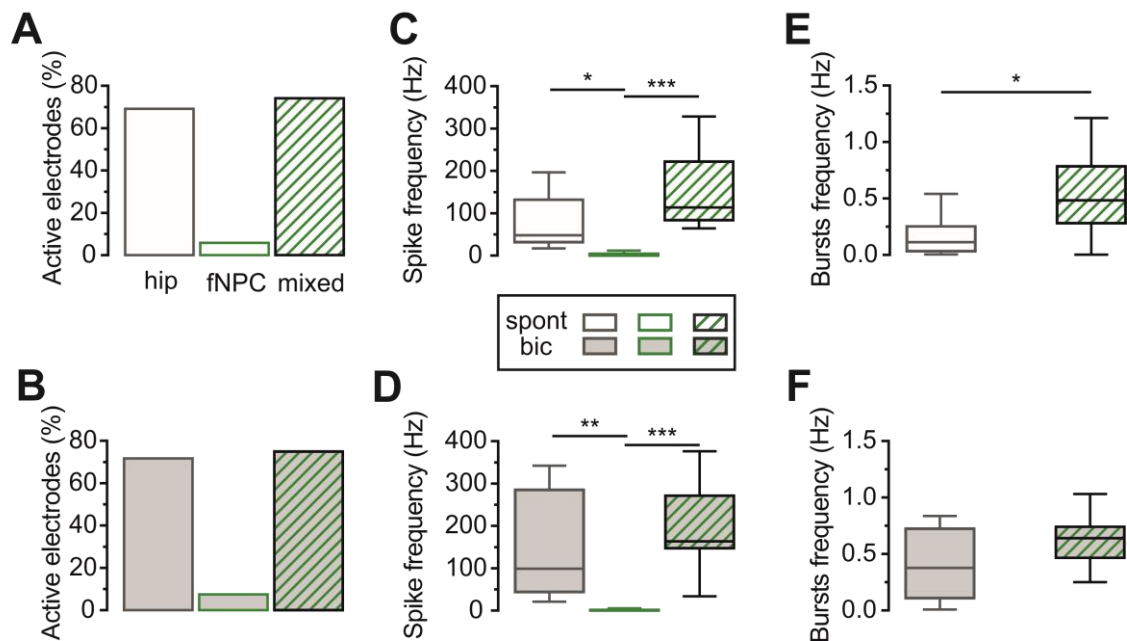 A
Active electrodes (%)
80
60
40
20
0
hip fNPC mixed
C
Spike frequency (Hz)
400
300
200
100
0
* ***
E
Bursts frequency (Hz)
1.5
1.0
0.5
0.0
*
spont
bic
B
Active electrodes (%)
80
60
40
20
0
D
Spike frequency (Hz)
400
300
200
100
0
** ***
F
Bursts frequency (Hz)
1.5
1.0
0.5
0.0